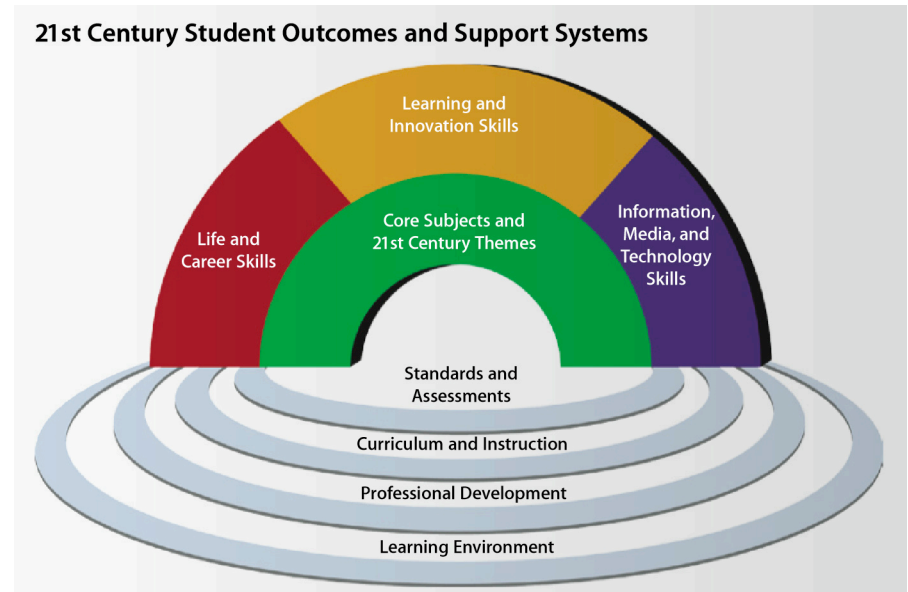 21st Century Student Outcomes and Support Systems
Learning and
Innovation Skills
Core Subjects and
21st Century Themes
Life and
Career Skills
Information,
Media, and
Technology
Skills
Standards and
Assessments
Curriculum and Instruction
Professional Development
Learning Environment